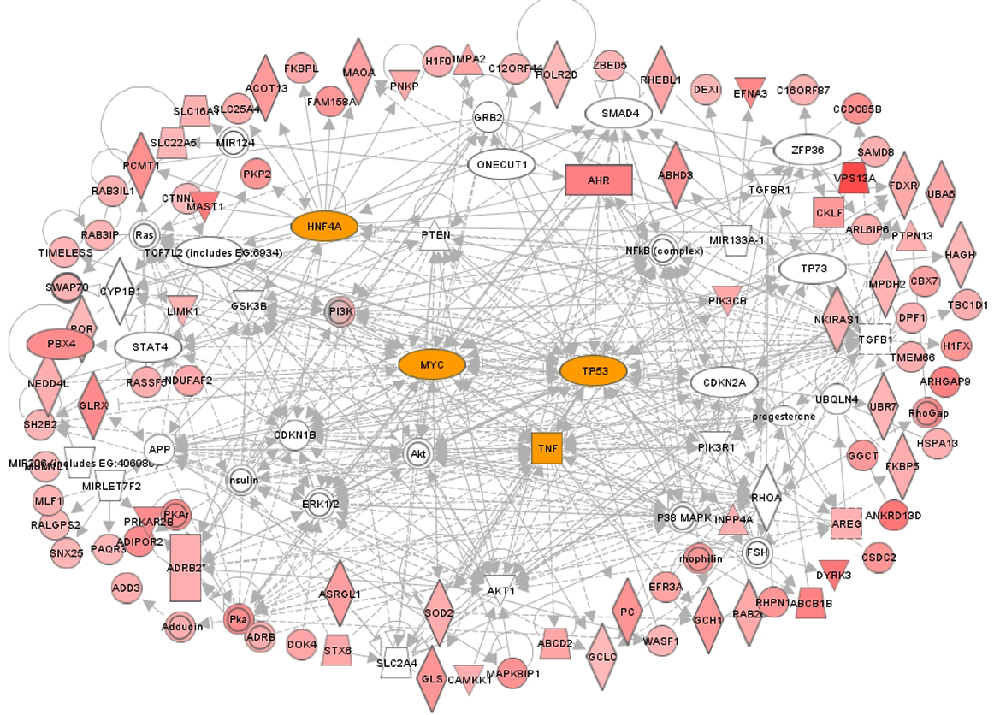 H1F0
IMPA2
C12ORF44
ZBED5
FKBPL
MAOA
POLR2D
RHEBL1
ACOT13
PNKP
DEXI
EFNA3
C16ORF87
FAM158A
SLC25A4
GRB2
SMAD4
CCDC85B
SLC22A5
MIR124
ZFP36
SAMD8
PCMT1
ONECUT1
PKP2
AHR
ABHD3
VPS13A
FDXR
RAB3IL1
TGFBR1
UBA6
MAST1
CKLF
HNF4A
PTEN
ARL6IP6
PTPN13
RAB3IP
Ras
MIR133A-1
TIMELESS
TCF7L2 (includes EG:6934)
NFkB (complex)
HAGH
SWAP70
CYP1B1
TP73
IMPDH2
CBX7
LIMK1
GSK3B
PI3K
PIK3CB
TBC1D1
NKIRAS1
DPF1
PBX4
STAT4
TGFB1
H1FX
TMEM66
MYC
TP53
NEDD4L
RASSF5
NDUFAF2
CDKN2A
ARHGAP9
GLRX
UBQLN4
UBR7
RhoGap
SH2B2
progesterone
CDKN1B
HSPA13
APP
Akt
TNF
PIK3R1
GGCT
FKBP5
MIRLET7F2
Insulin
MLF1
ERK1/2
RHOA
RALGPS2
PRKAR2B
PKAr
P38 MAPK
INPP4A
AREG
ANKRD13D
SNX25
PAQR3
ADIPOR2
FSH
rhophilin
CSDC2
ADRB2*
DYRK3
ADD3
ASRGL1
AKT1
EFR3A
SOD2
PC
RHPN1
ABCB1B
Adducin
Pka
GCH1
ADRB
DOK4
STX6
ABCD2
WASF1
SLC2A4
GCLC
GLS
CAMKK1
MAPK8IP1